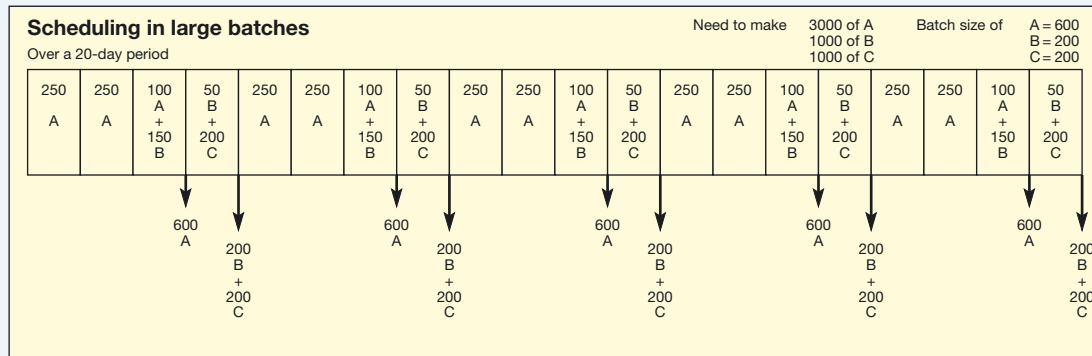 Scheduling in large batches
Over a 20-day period
Need to make 3000 of A
1000 of B
1000 of C
Batch size of A = 600
B = 200
C = 200
250
A
250
A
100
A
+
150
B
50
B
+
200
C
250
A
250
A
100
A
+
150
B
50
B
+
200
C
250
A
250
A
100
A
+
150
B
50
B
+
200
C
250
A
250
A
100
A
+
150
B
50
B
+
200
C
250
A
250
A
100
A
+
150
B
50
B
+
200
C
600
A
200
B
+
200
C
600
A
200
B
+
200
C
600
A
200
B
+
200
C
600
A
200
B
+
200
C
600
A
200
B
+
200
C